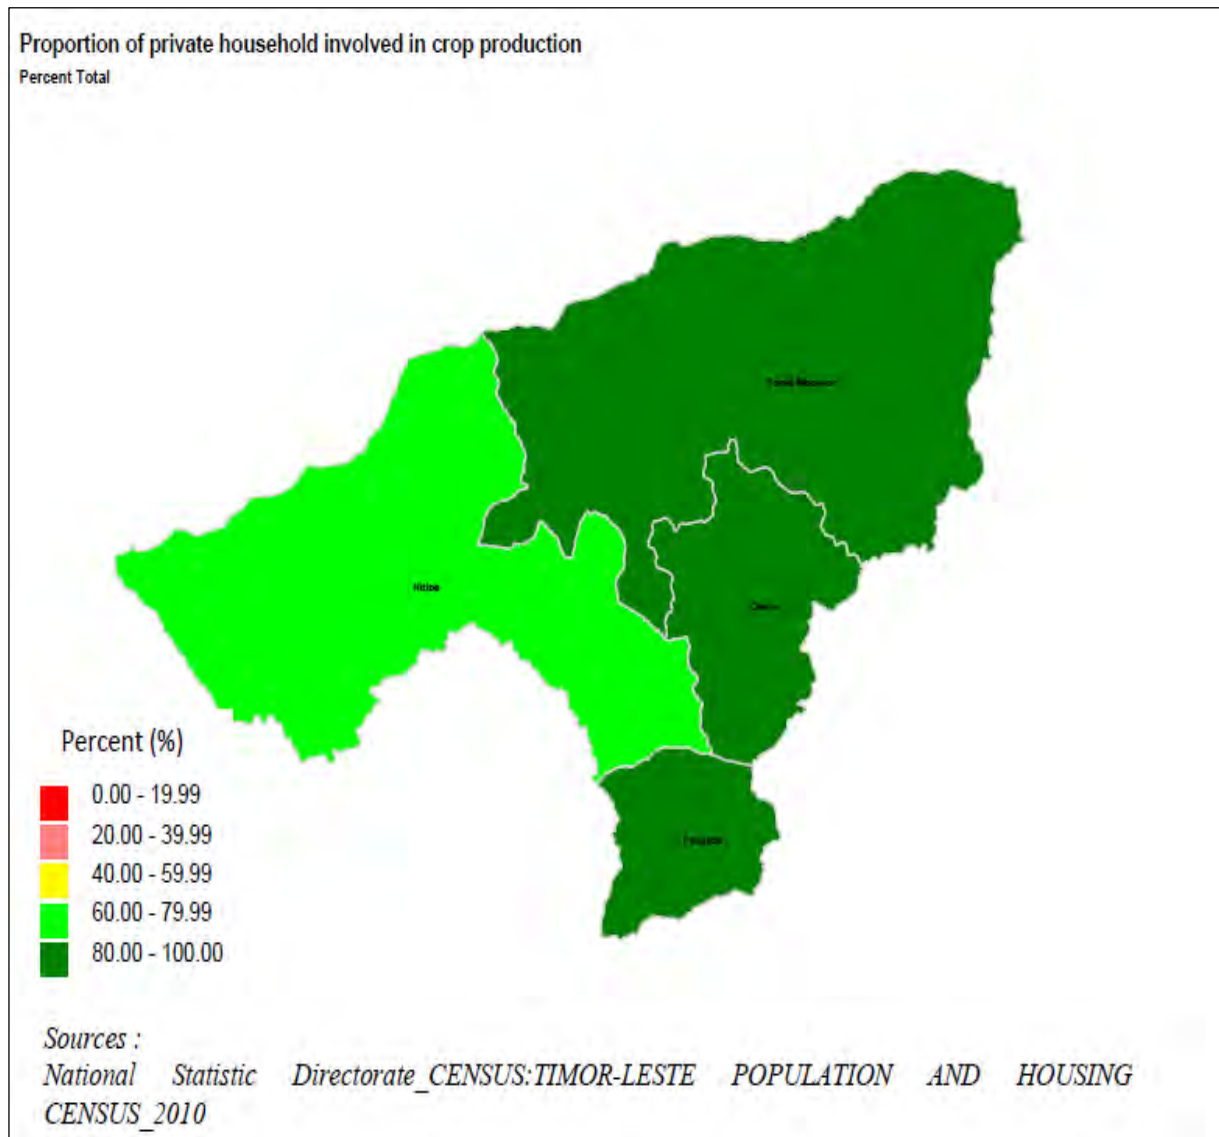 Proportion of private household involved in crop production
Percent Total
Nitibe
Percent (%)
0.00 - 19.99
20.00 - 39.99
40.00 - 59.99
60.00 - 79.99
80.00 - 100.00
Sources :
National Statistic Directorate_CENSUS:TIMOR-LESTE POPULATION AND HOUSING
CENSUS_2010